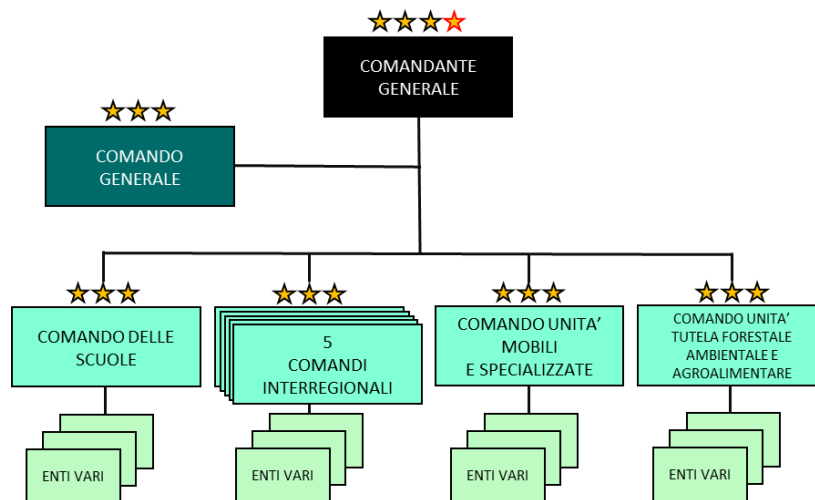 COMANDANTE
GENERALE
COMANDO
GENERALE
COMANDO DELLE
SCUOLE
5
COMANDI
INTERREGIONALI
COMANDO UNITA’
MOBILI
E SPECIALIZZATE
COMANDO UNITA’
TUTELA FORESTALE
AMBIENTALE E
AGROALIMENTARE
ENTI VARI
ENTI VARI
ENTI VARI
ENTI VARI